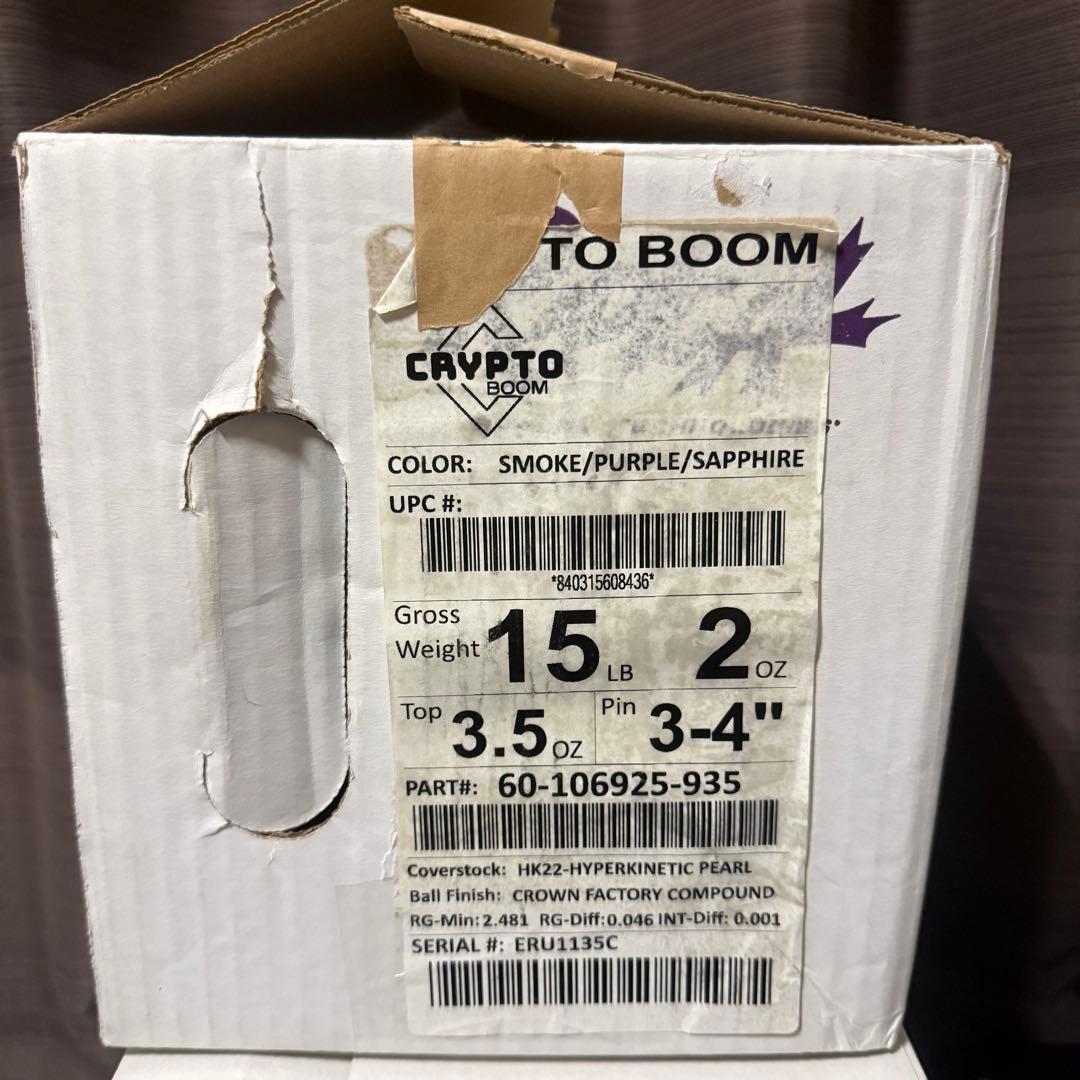 TO BOOM
CRYPTO
BOOM
COLOR: SMOKE/PURPLE/SAPPHIRE
UPC #:
*840315608436*
Gross Weight 15 LB 2 OZ
Top 3.5 OZ Pin 3-4"
PART#: 60-106925-935
Coverstock: HK22-HYPERKINETIC PEARL
Ball Finish: CROWN FACTORY COMPOUND
RG-Min: 2.481 RG-Diff: 0.046 INT-Diff: 0.001
SERIAL #: ERU1135C